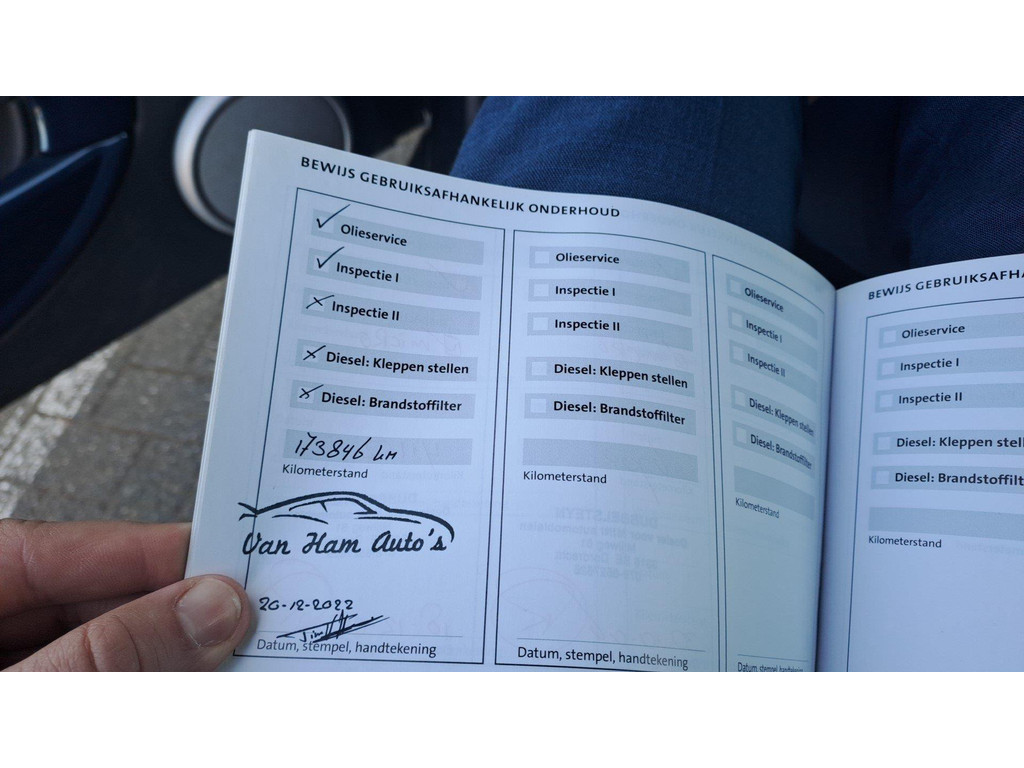 BEWIJS GEBRUIKSAFHANKELIJK ONDERHOUD
Olieservice
Inspectie I
Inspectie II
Diesel: Kleppen stellen
Diesel: Brandstoffilter
173846 km
Kilometerstand
Van Ham Auto's
20-12-2022
Datum, stempel, handtekening
Olieservice
Inspectie I
Inspectie II
Diesel: Kleppen stellen
Diesel: Brandstoffilter
Kilometerstand
Datum, stempel, handtekening
Olieservice
Inspectie I
Inspectie II
Diesel: Kleppen stellen
Diesel: Brandstoffilter
Kilometerstand
Datum, stempel, handtekening
BEWIJS GEBRUIKSAFHA
Olieservice
Inspectie I
Inspectie II
Diesel: Kleppen stell
Diesel: Brandstoffilt
Kilometerstand